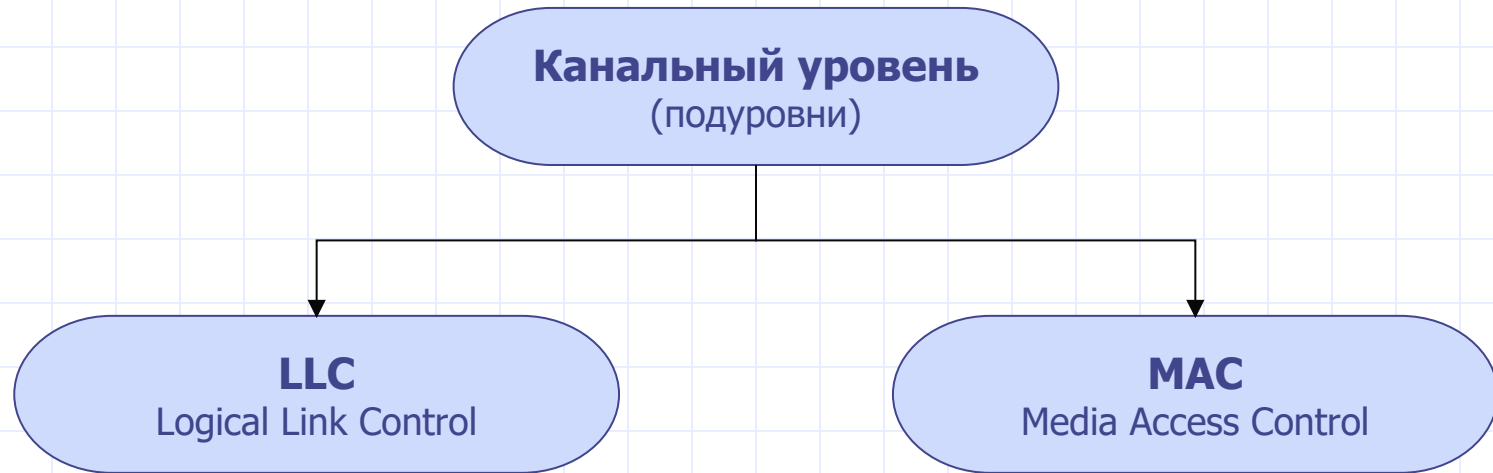 Канальный уровень
(подуровни)
LLC
Logical Link Control
MAC
Media Access Control